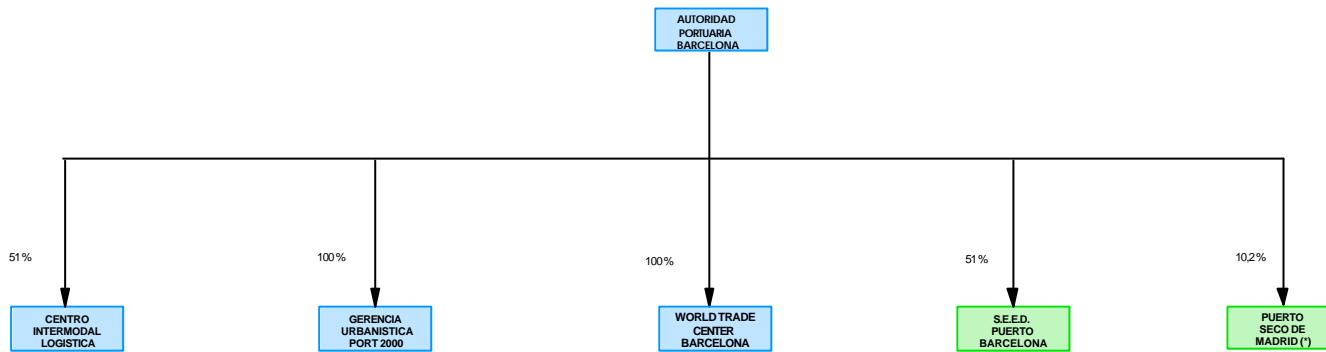 AUTORIDAD
PORTUARIA
BARCELONA
51%
100%
100%
51%
10,2%
CENTRO
INTERMODAL
LOGISTICA
GERENCIA
URBANISTICA
PORT 2000
WORLD TRADE
CENTER
BARCELONA
S.E.E.D.
PUERTO
BARCELONA
PUERTO
SECO DE
MADRID (*)